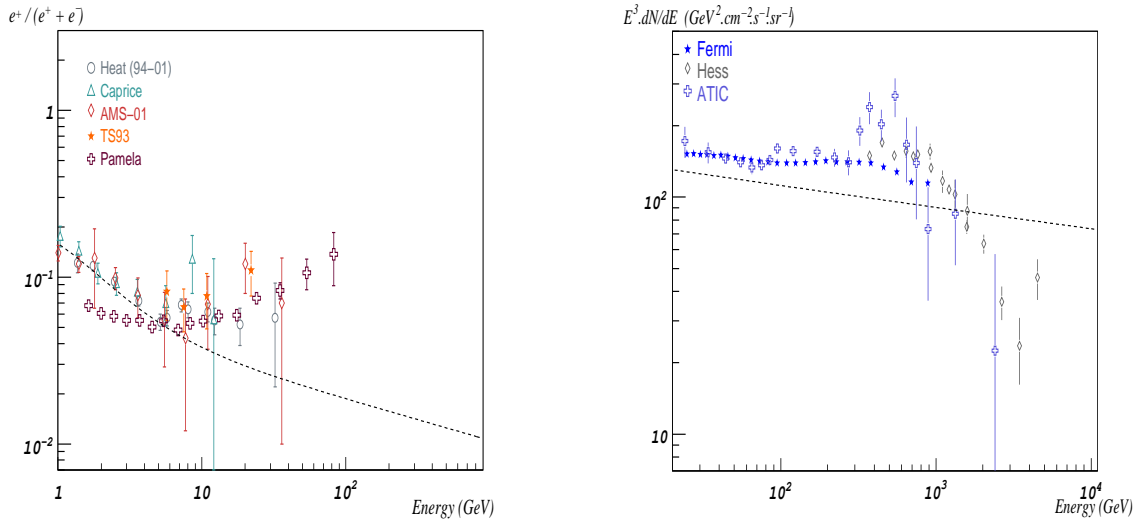 e⁺ / (e⁺ + e⁻)
Heat (94–01)
Caprice
AMS–01
TS93
Pamela
1
10⁻¹
10⁻²
1
10
10²
Energy (GeV)
E³.dN/dE (GeV².cm⁻².s⁻¹.sr⁻¹)
Fermi
Hess
ATIC
10²
10
10²
10³
10⁴
Energy (GeV)